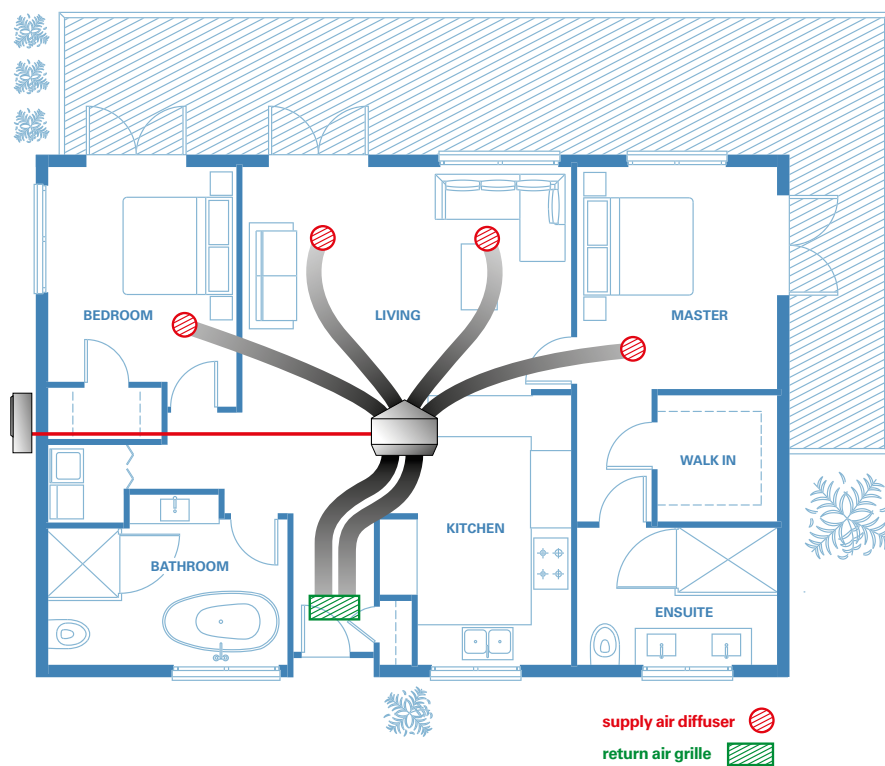 BEDROOM
LIVING
MASTER
WALK IN
KITCHEN
BATHROOM
ENSUITE
supply air diffuser
return air grille